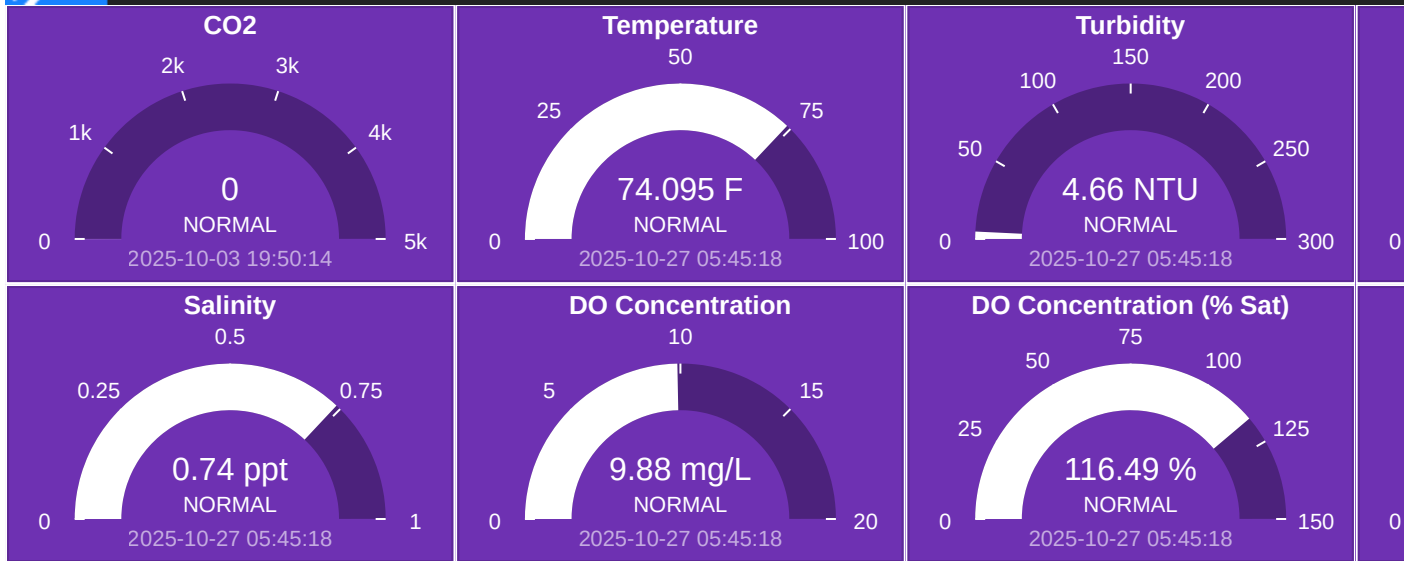 CO2
2k
3k
1k
4k
0
NORMAL
0
5k
2025-10-03 19:50:14
Temperature
50
25
75
74.095 F
NORMAL
0
100
2025-10-27 05:45:18
Turbidity
150
100
200
50
250
4.66 NTU
NORMAL
0
300
2025-10-27 05:45:18
0
Salinity
0.5
0.25
0.75
0.74 ppt
NORMAL
0
1
2025-10-27 05:45:18
DO Concentration
10
5
15
9.88 mg/L
NORMAL
0
20
2025-10-27 05:45:18
DO Concentration (% Sat)
75
50
100
25
125
116.49 %
NORMAL
0
150
2025-10-27 05:45:18
0